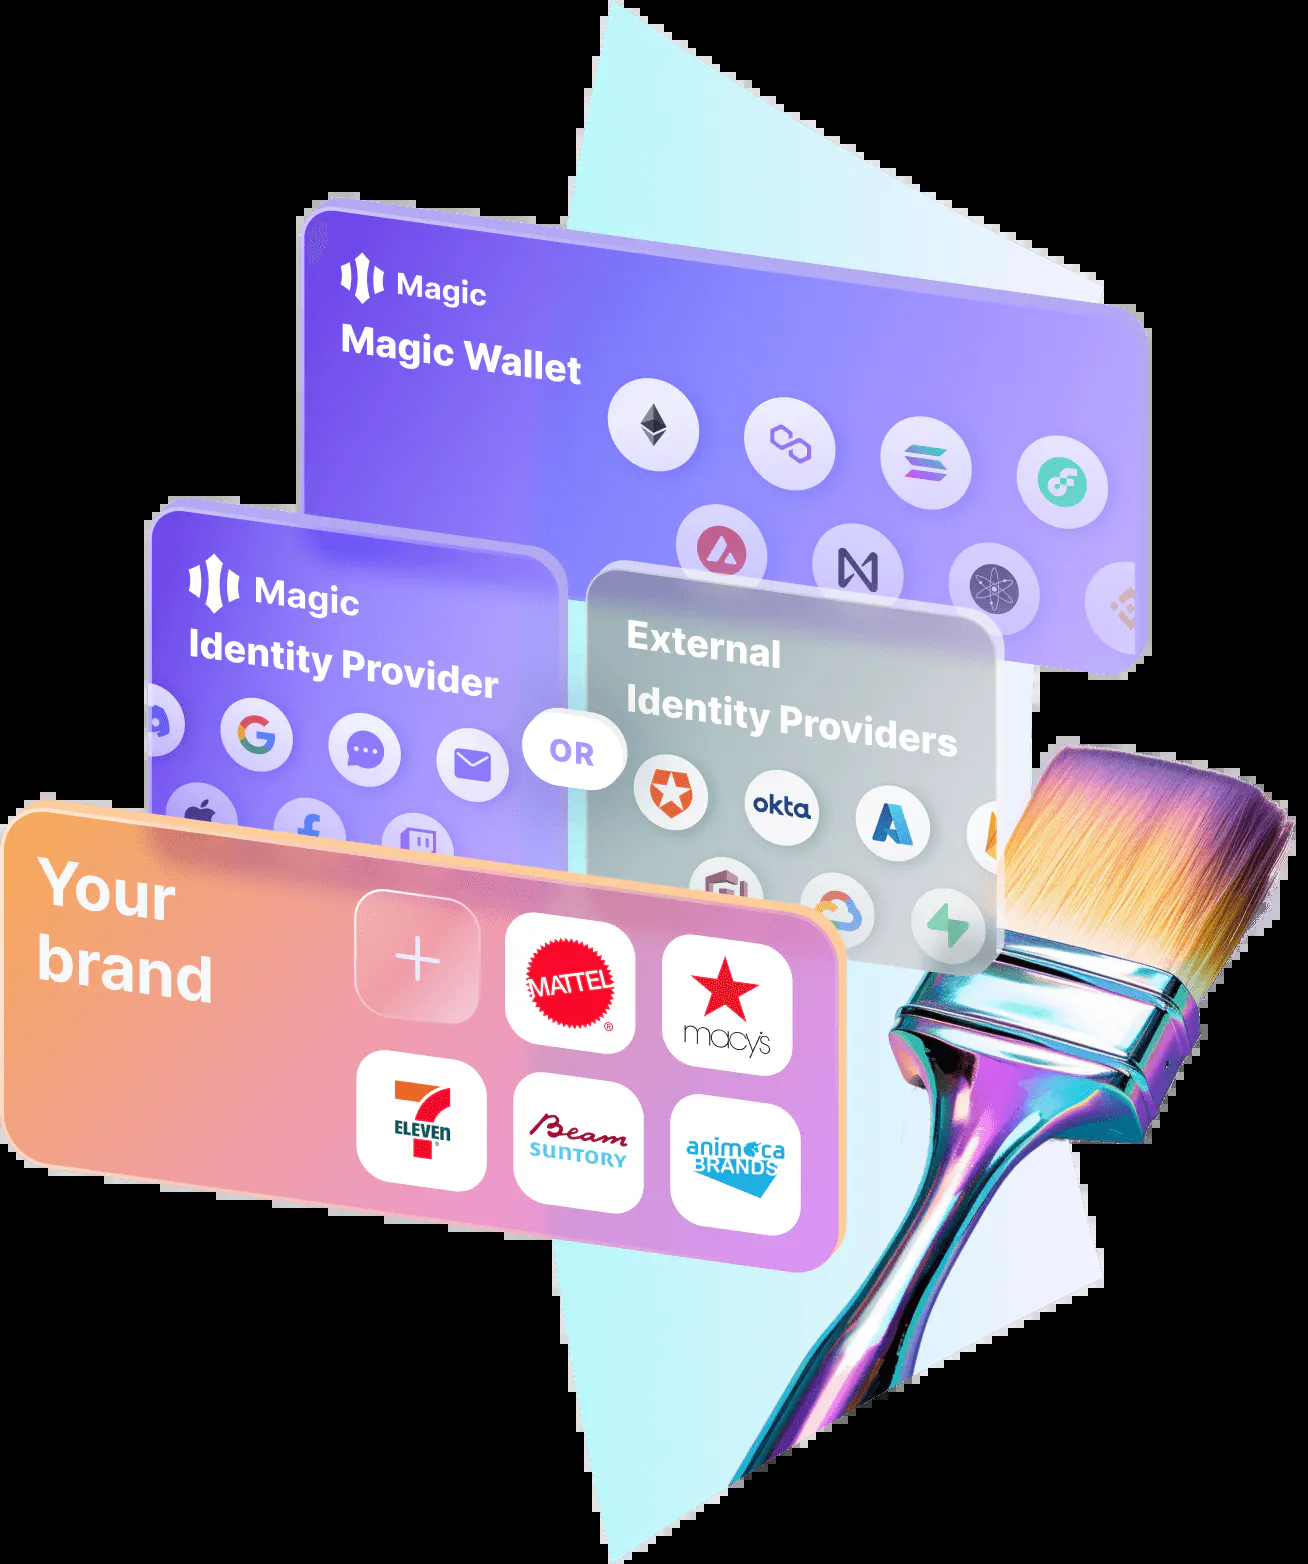 Magic
Magic Wallet
Magic
Identity Provider
OR
External
Identity Providers
okta
Your
brand
MATTEL
®
macy's
7
ELEVEN
®
Beam
SUNTORY
animoca
BRANDS